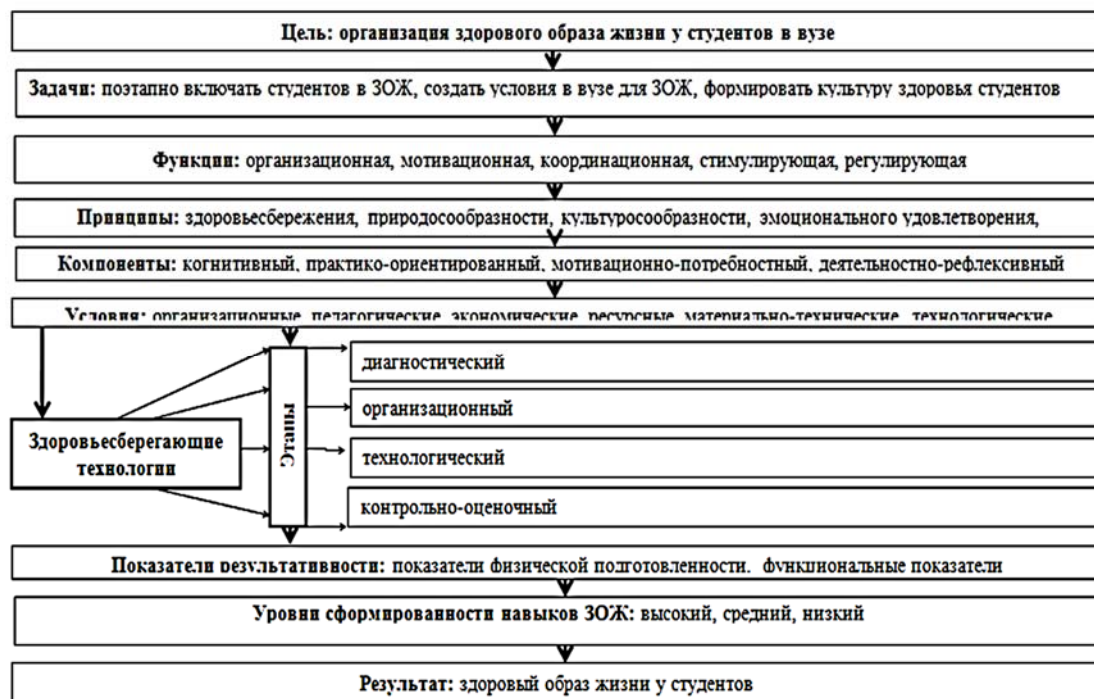 Цель: организация здорового образа жизни у студентов в вузе
Задачи: поэтапно включать студентов в ЗОЖ, создать условия в вузе для ЗОЖ, формировать культуру здоровья студентов
Функции: организационная, мотивационная, координационная, стимулирующая, регулирующая
Принципы: здоровьесбережения, природосообразности, культуросообразности, эмоционального удовлетворения,
Компоненты: когнитивный, практико-ориентированный, мотивационно-потребностный, деятельностно-рефлексивный
Условия: организационные, педагогические, экономические, ресурсные, материально-технические, технологические
Здоровьесберегающие
технологии
Этапы
диагностический
организационный
технологический
контрольно-оценочный
Показатели результативности: показатели физической подготовленности, функциональные показатели
Уровни сформированности навыков ЗОЖ: высокий, средний, низкий
Результат: здоровый образ жизни у студентов